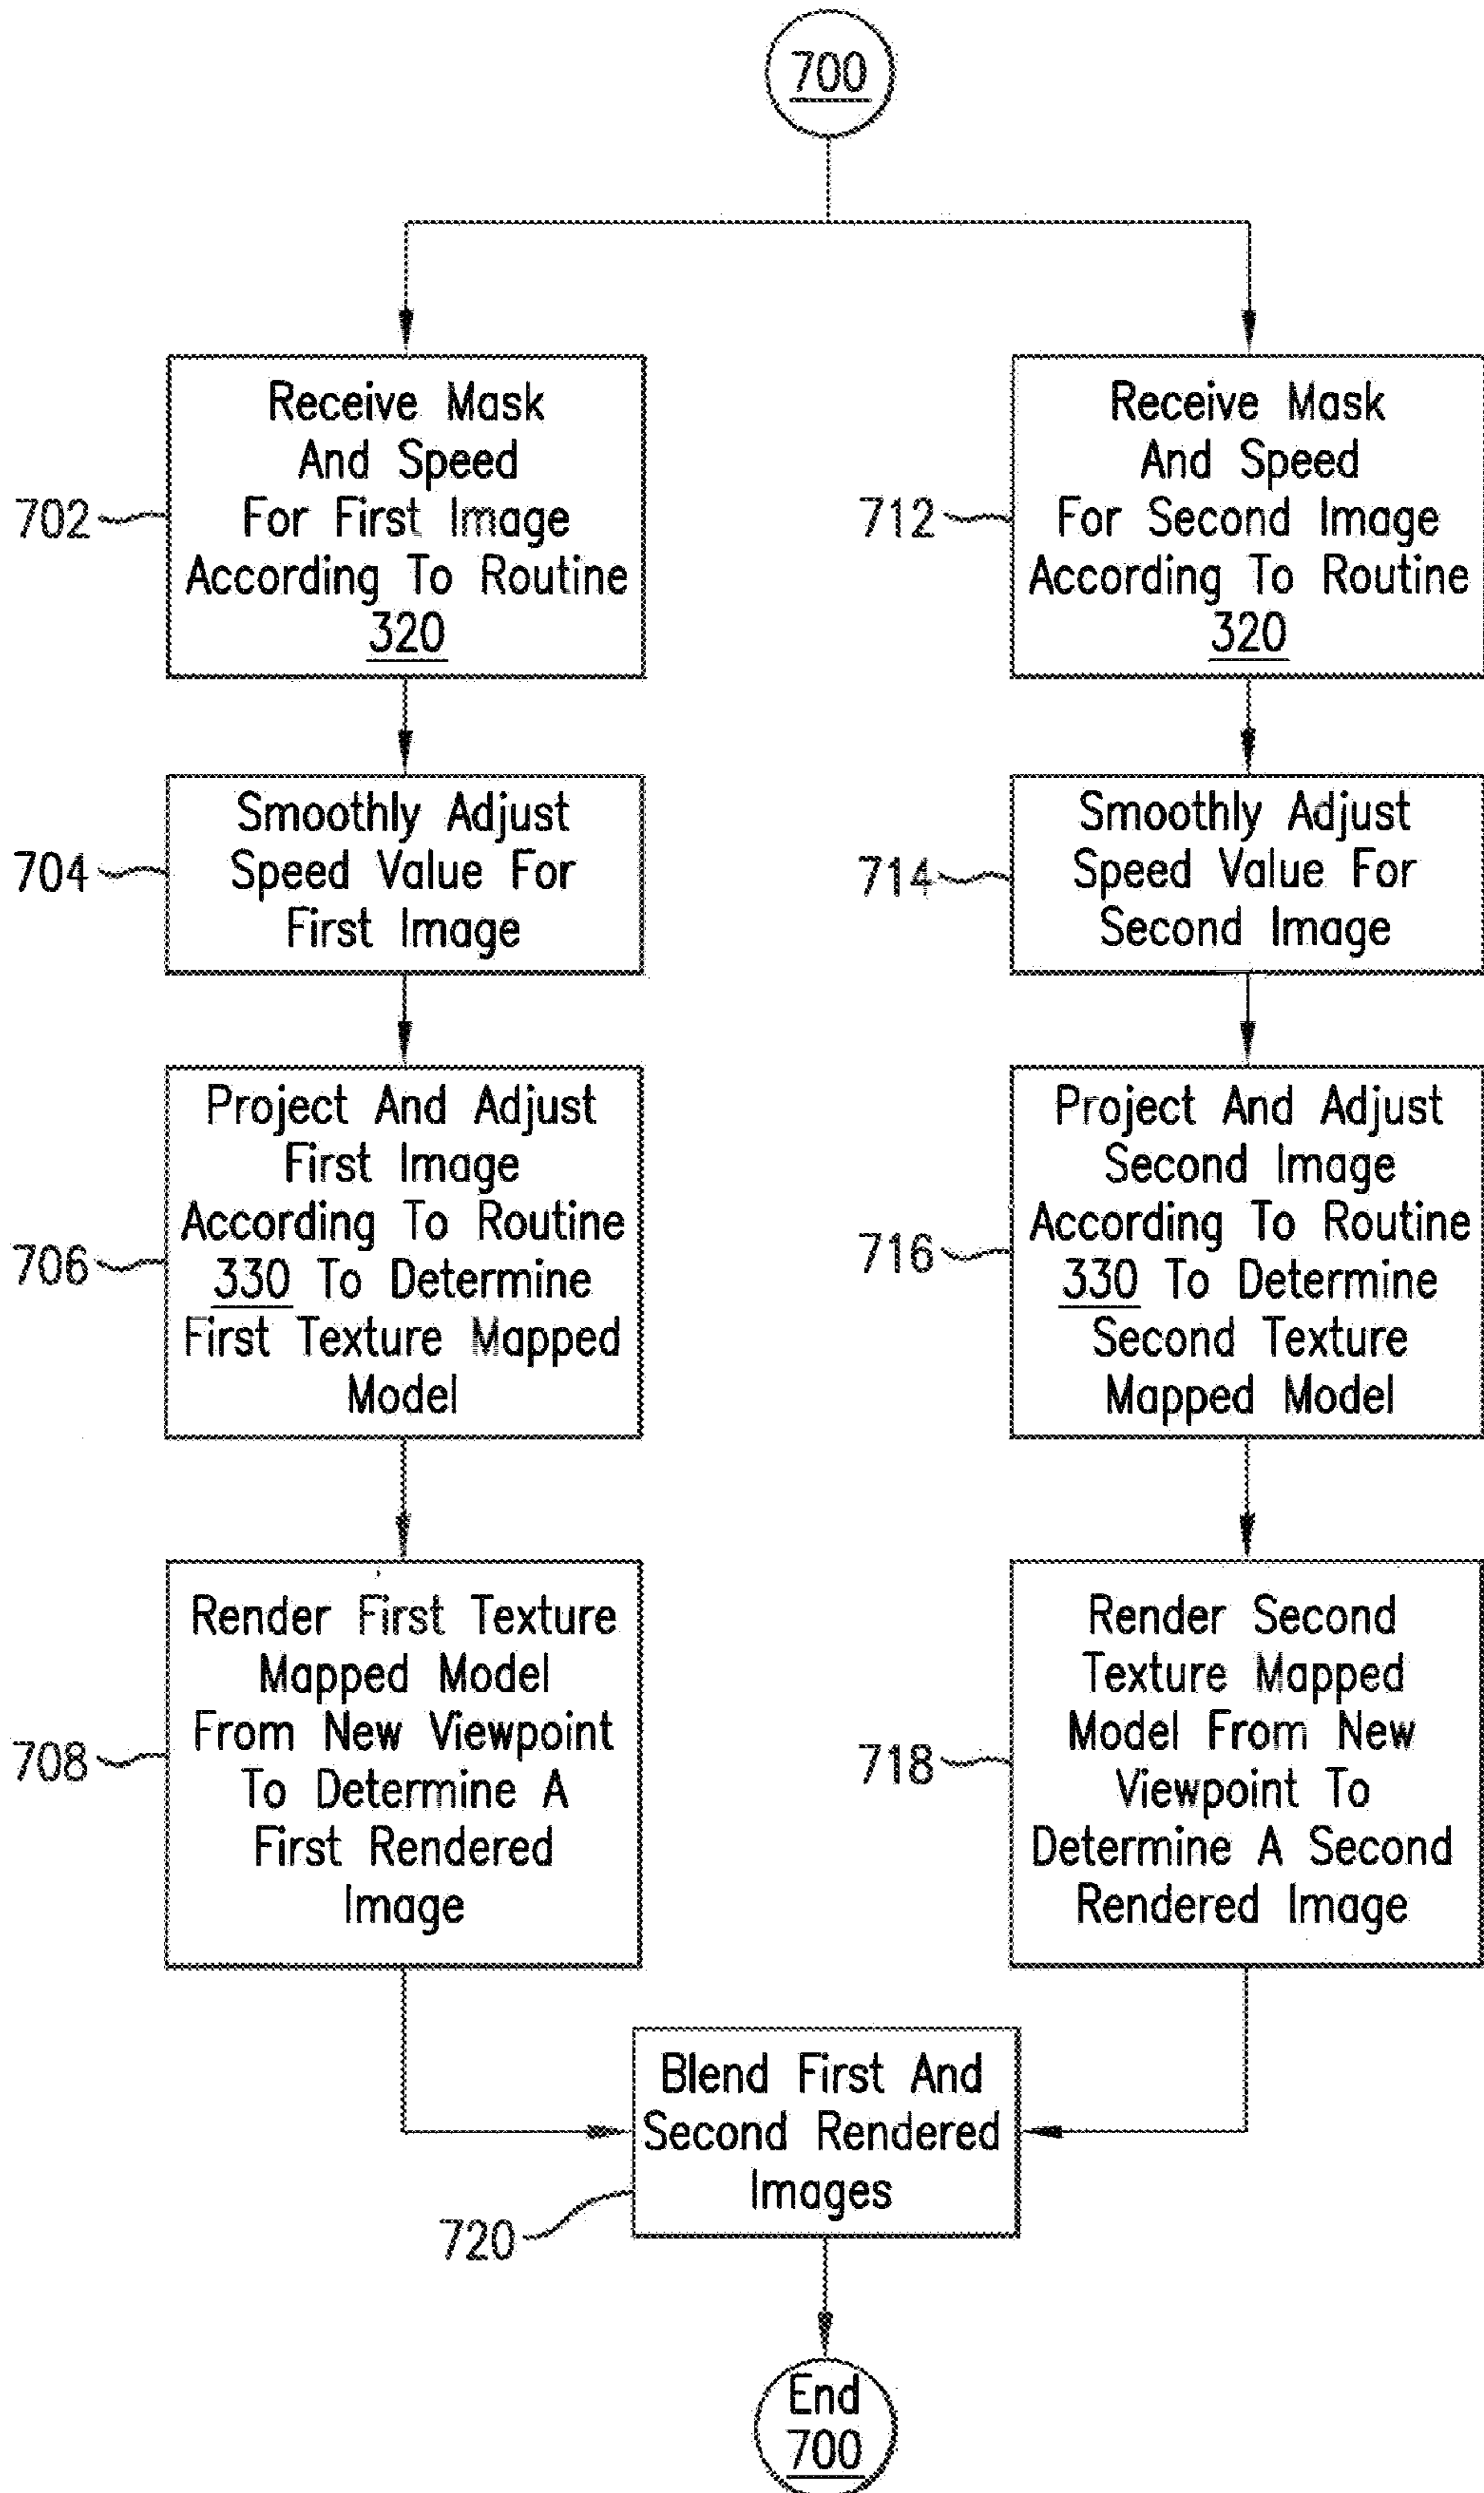 700
Receive Mask
And Speed
For First Image
According To Routine
320
702
Smoothly Adjust
Speed Value For
First Image
704
Project And Adjust
First Image
According To Routine
330 To Determine
First Texture Mapped
Model
706
Render First Texture
Mapped Model
From New Viewpoint
To Determine A
First Rendered
Image
708
Receive Mask
And Speed
For Second Image
According To Routine
320
712
Smoothly Adjust
Speed Value For
Second Image
714
Project And Adjust
Second Image
According To Routine
330 To Determine
Second Texture
Mapped Model
716
Render Second
Texture Mapped
Model From New
Viewpoint To
Determine A Second
Rendered Image
718
Blend First And
Second Rendered
Images
720
End
700